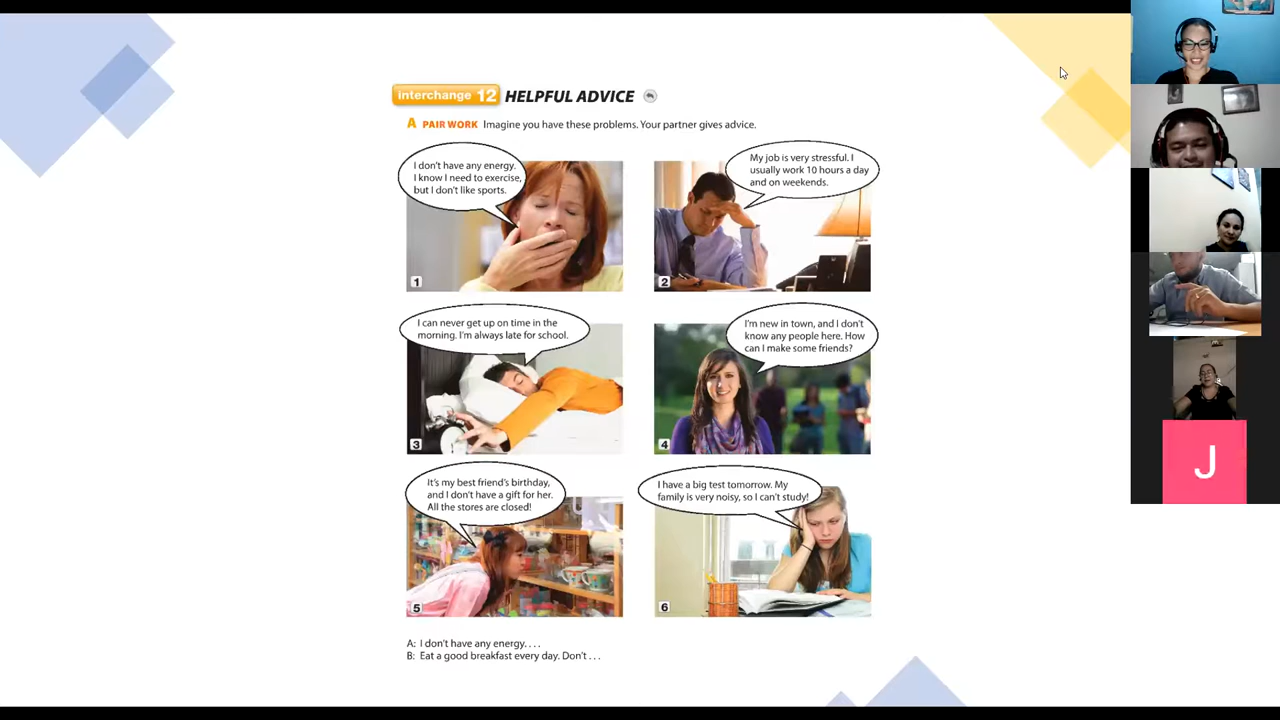 interchange 12 HELPFUL ADVICE
A PAIR WORK Imagine you have these problems. Your partner gives advice.
I don't have any energy.
I know I need to exercise,
but I don't like sports.
1
My job is very stressful. I
usually work 10 hours a day
and on weekends.
2
I can never get up on time in the
morning. I'm always late for school.
3
I'm new in town, and I don't
know any people here. How
can I make some friends?
4
It's my best friend's birthday,
and I don't have a gift for her.
All the stores are closed!
5
I have a big test tomorrow. My
family is very noisy, so I can't study!
6
A: I don't have any energy. . . .
B: Eat a good breakfast every day. Don't . . .
J